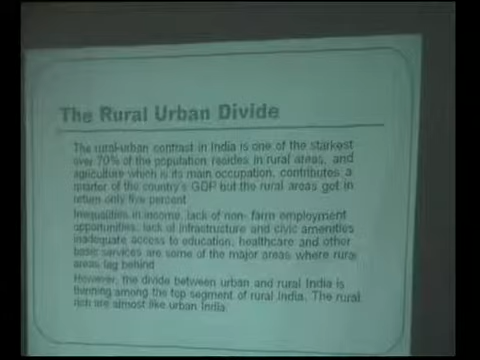 The Rural Urban Divide
The rural-urban contrast in India is one of the starkest
over 70% of the population resides in rural areas, and
agriculture which is its main occupation, contributes a
quarter of the country's GDP but the rural areas get in
return only five percent
Inequalities in income, lack of non- farm employment
opportunities, lack of infrastructure and civic amenities
inadequate access to education, healthcare and other
basic services are some of the major areas where rural
areas lag behind
However, the divide between urban and rural India is
thinning among the top segment of rural India. The rural
rich are almost like urban India.